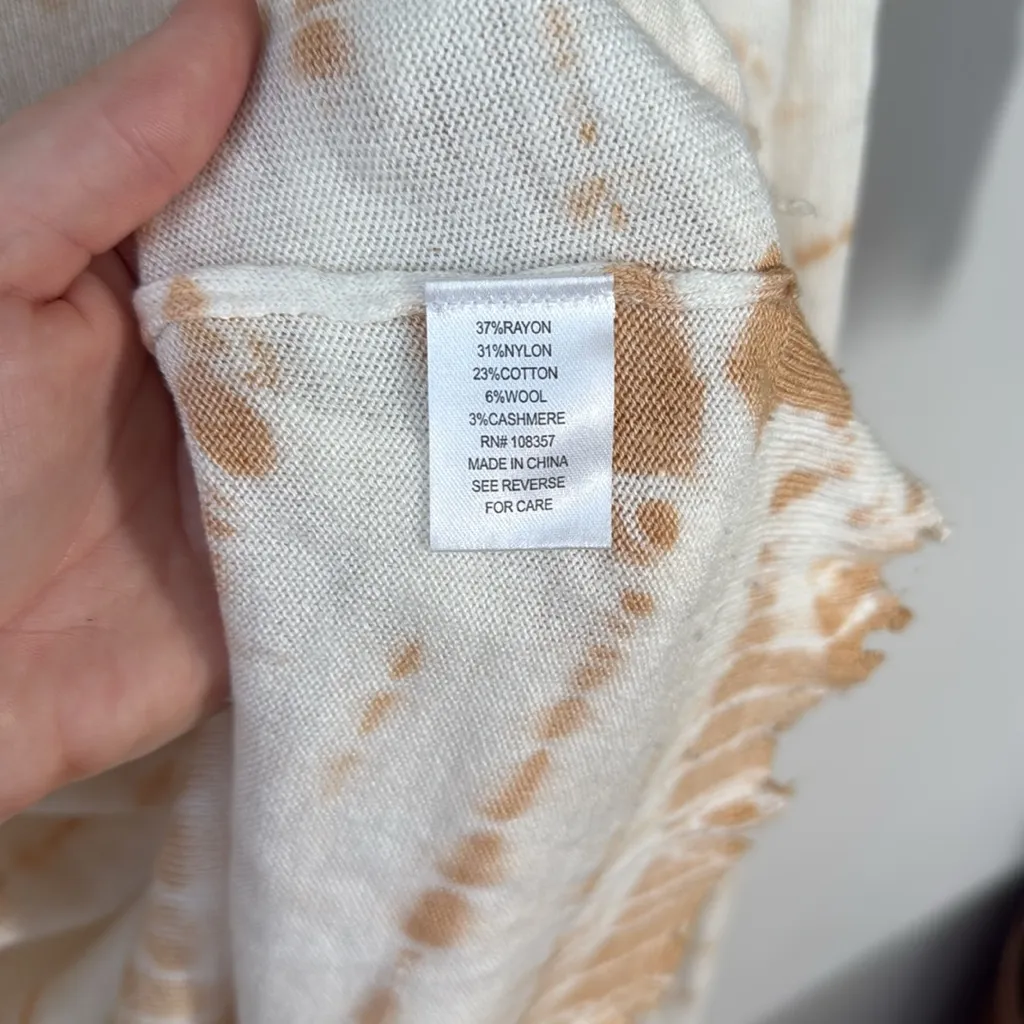 37%RAYON
31%NYLON
23%COTTON
6%WOOL
3%CASHMERE
RN# 108357
MADE IN CHINA
SEE REVERSE
FOR CARE